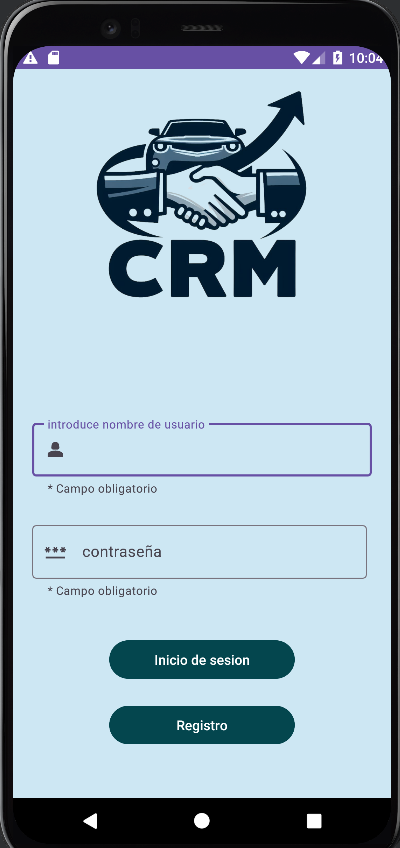 10:04
CRM
introduce nombre de usuario
* Campo obligatorio
*** contraseña
* Campo obligatorio
Inicio de sesion
Registro